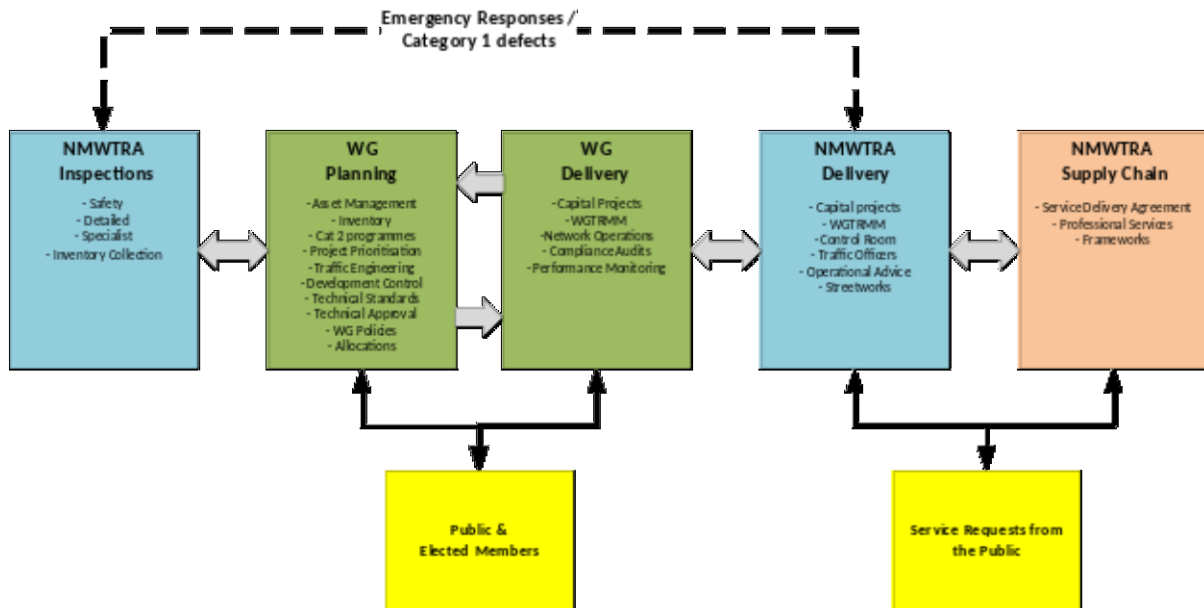 Emergency Responses /
Category 1 defects
NMWTRA
Inspections
- Safety
- Detailed
- Specialist
- Inventory Collection
WG
Planning
- Asset Management
- Inventory
- Cat 2 programmes
- Project Prioritisation
- Traffic Engineering
- Development Control
- Technical Standards
- Technical Approval
- WG Policies
- Allocations
WG
Delivery
- Capital Projects
- WGTRMM
- Network Operations
- Compliance Audits
- Performance Monitoring
NMWTRA
Delivery
- Capital projects
- WGTRMM
- Control Room
- Traffic Officers
- Operational Advice
- Streetworks
NMWTRA
Supply Chain
- Service Delivery Agreement
- Professional Services
- Frameworks
Public &
Elected Members
Service Requests from
the Public